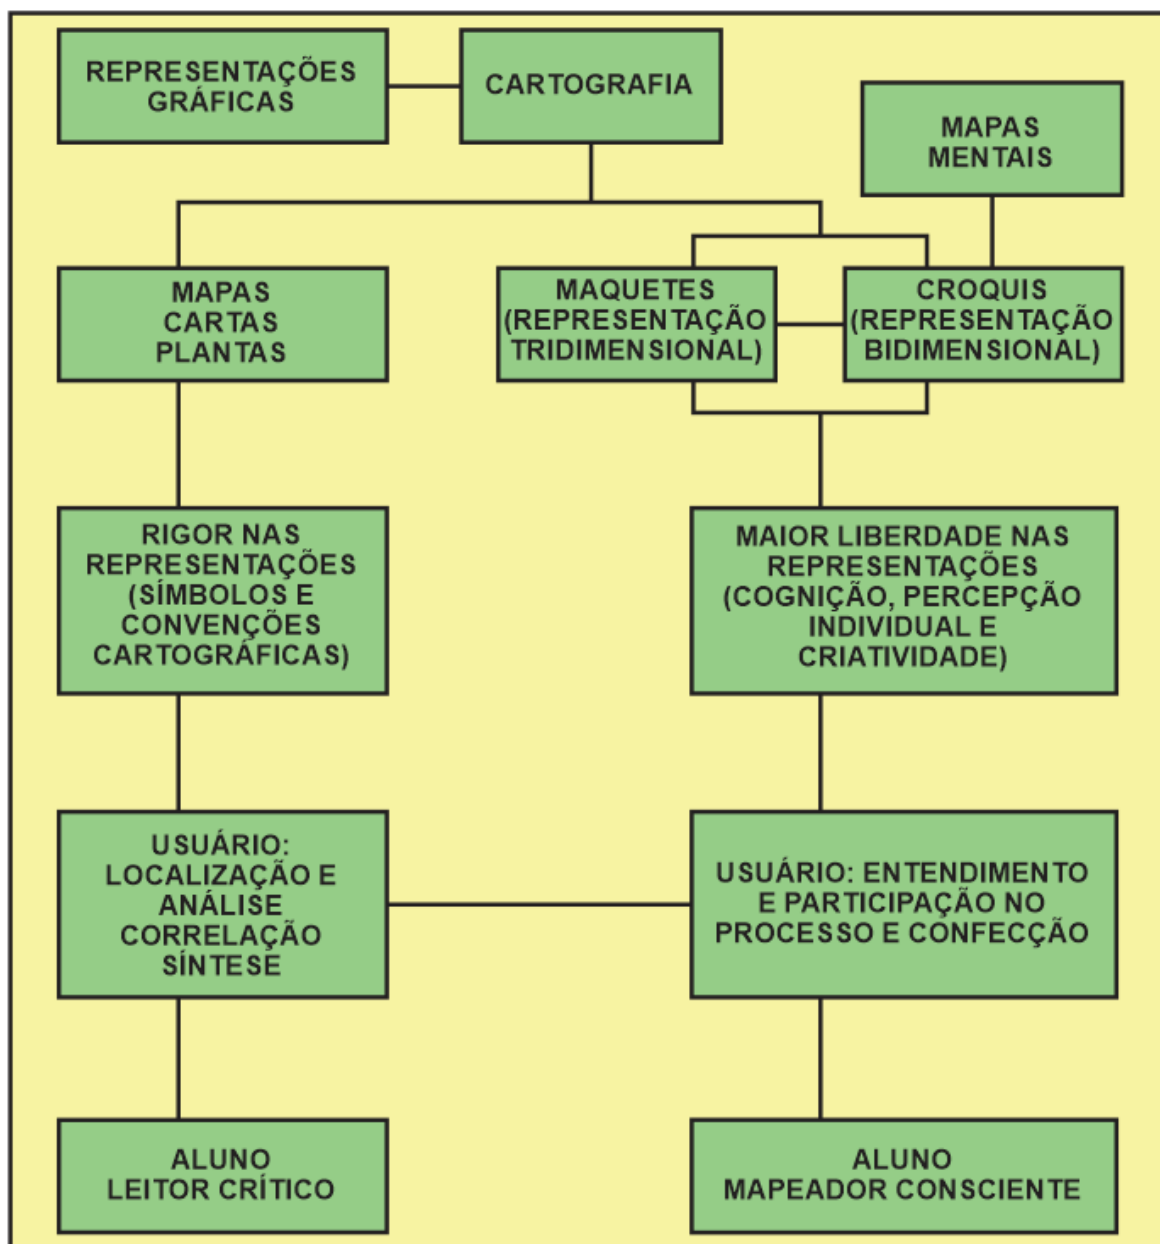 REPRESENTAÇÕES
GRÁFICAS
CARTOGRAFIA
MAPAS
MENTAIS
MAPAS
CARTAS
PLANTAS
MAQUETES
(REPRESENTAÇÃO
TRIDIMENSIONAL)
CROQUIS
(REPRESENTAÇÃO
BIDIMENSIONAL)
RIGOR NAS
REPRESENTAÇÕES
(SÍMBOLOS E
CONVENÇÕES
CARTOGRÁFICAS)
MAIOR LIBERDADE NAS
REPRESENTAÇÕES
(COGNIÇÃO, PERCEPÇÃO
INDIVIDUAL E
CRIATIVIDADE)
USUÁRIO:
LOCALIZAÇÃO E
ANÁLISE
CORRELAÇÃO
SÍNTESE
USUÁRIO: ENTENDIMENTO
E PARTICIPAÇÃO NO
PROCESSO E CONFECÇÃO
ALUNO
LEITOR CRÍTICO
ALUNO
MAPEADOR CONSCIENTE